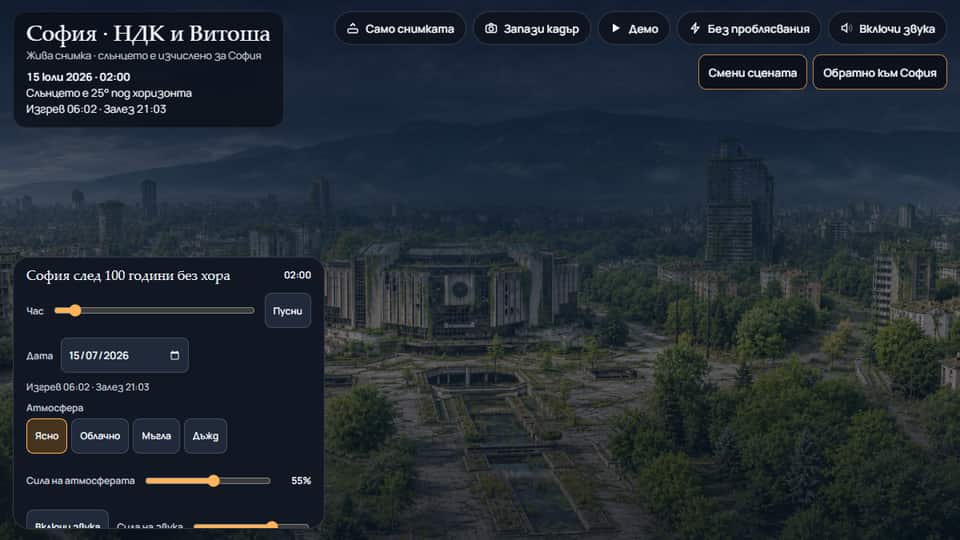 София · НДК и Витоша
Жива снимка · слънцето е изчислено за София
15 юли 2026 · 02:00
Слънцето е 25° под хоризонта
Изгрев 06:02 · Залез 21:03
Само снимката
Запази кадър
Демо
Без проблясвания
Включи звука
Смени сцената
Обратно към София
София след 100 години без хора
02:00
Час
Пусни
Дата
15/07/2026
Изгрев 06:02 · Залез 21:03
Атмосфера
Ясно
Облачно
Мъгла
Дъжд
Сила на атмосферата
55%
Включи звука
Сила на звука